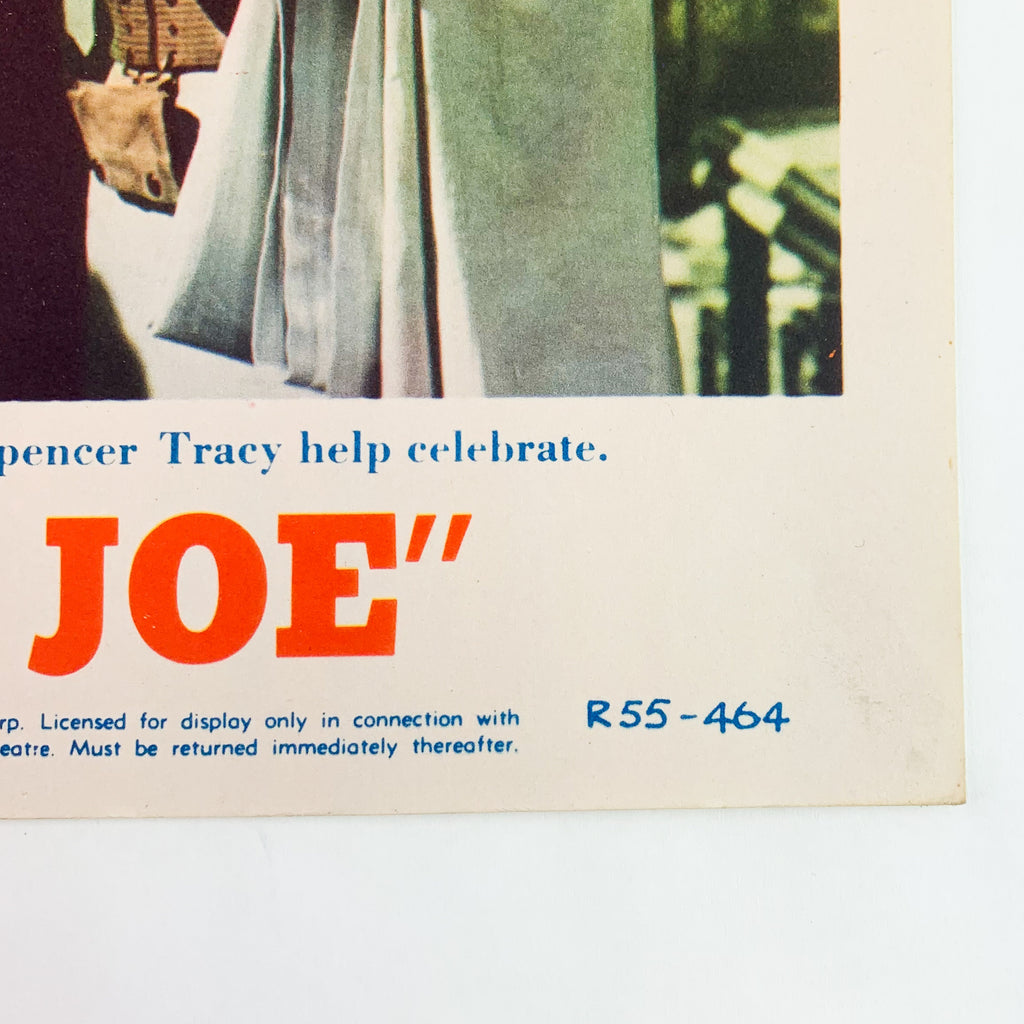 pencer Tracy help celebrate.
JOE"
rp. Licensed for display only in connection with
eatre. Must be returned immediately thereafter.
R55-464